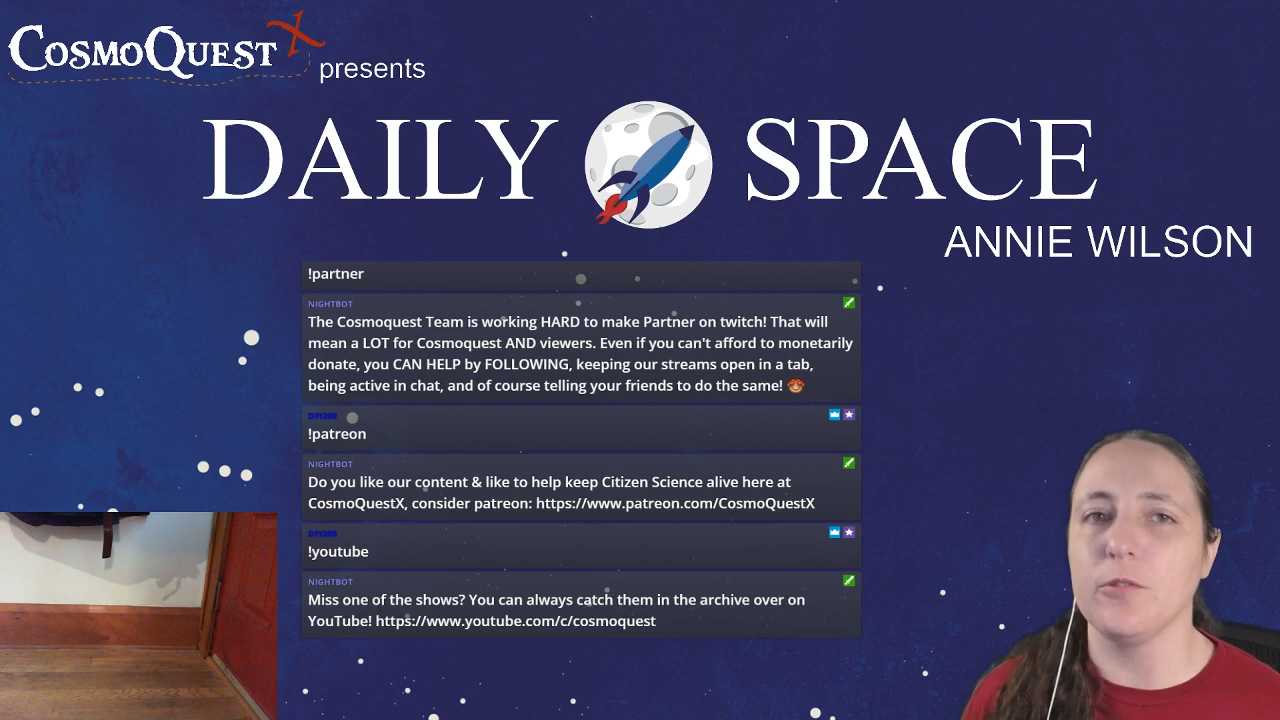 CosmoQuest X presents
DAILY SPACE
ANNIE WILSON
!partner
NIGHTBOT
The Cosmoquest Team is working HARD to make Partner on twitch! That will
mean a LOT for Cosmoquest AND viewers. Even if you can't afford to monetarily
donate, you CAN HELP by FOLLOWING, keeping our streams open in a tab,
being active in chat, and of course telling your friends to do the same!
!patreon
NIGHTBOT
Do you like our content & like to help keep Citizen Science alive here at
CosmoQuestX, consider patreon: https://www.patreon.com/CosmoQuestX
!youtube
NIGHTBOT
Miss one of the shows? You can always catch them in the archive over on
YouTube! https://www.youtube.com/c/cosmoquest